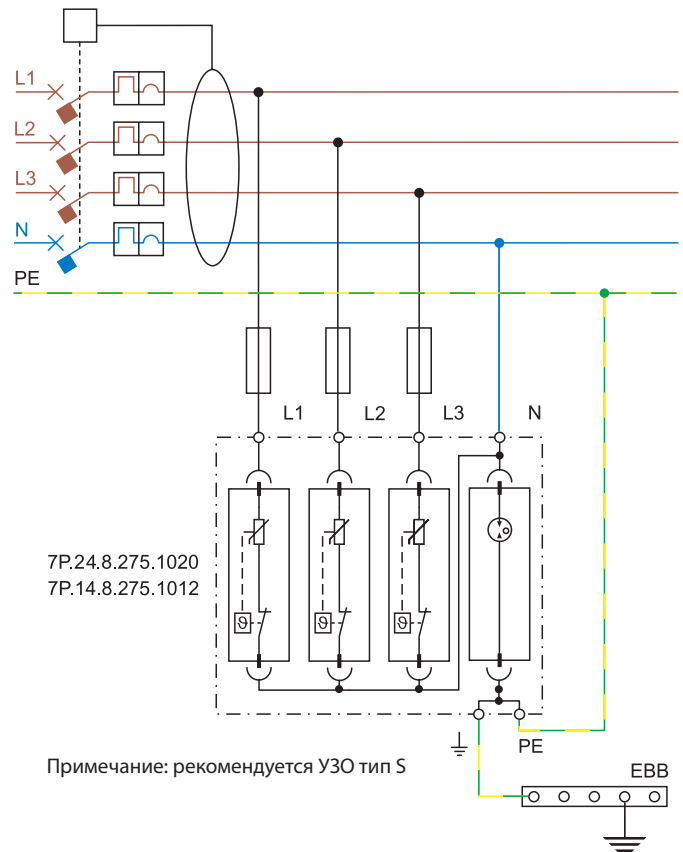 L1
L2
L3
N
PE
L1
L2
L3
N
7P.24.8.275.1020
7P.14.8.275.1012
ϑ
ϑ
ϑ
PE
Примечание: рекомендуется УЗО тип S
EBB